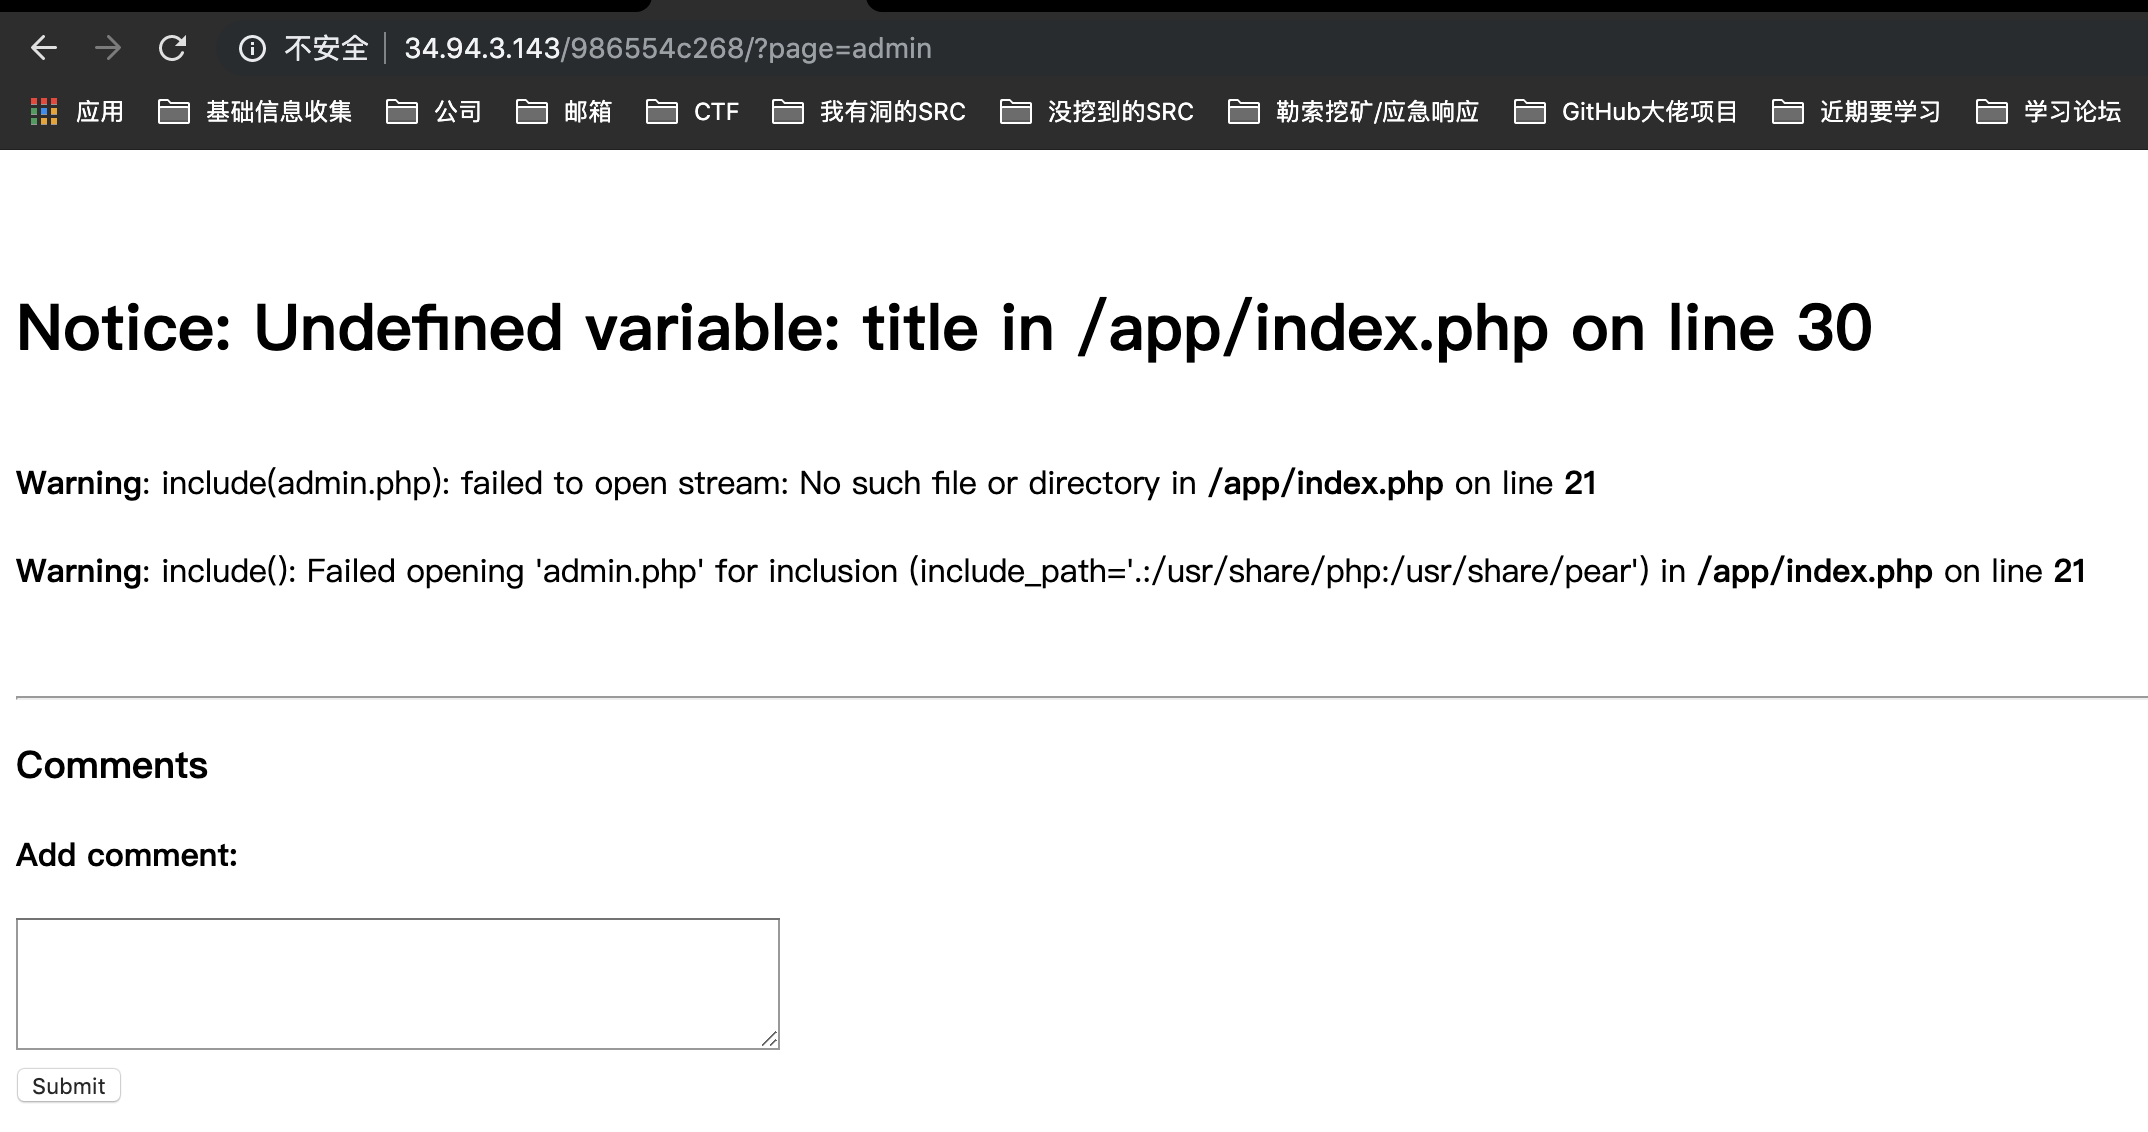 不安全 34.94.3.143/986554c268/?page=admin
应用 基础信息收集 公司 邮箱 CTF 我有洞的SRC 没挖到的SRC 勒索挖矿/应急响应 GitHub大佬项目 近期要学习 学习论坛
Notice: Undefined variable: title in /app/index.php on line 30
Warning: include(admin.php): failed to open stream: No such file or directory in /app/index.php on line 21
Warning: include(): Failed opening 'admin.php' for inclusion (include_path='.:/usr/share/php:/usr/share/pear') in /app/index.php on line 21
Comments
Add comment:
Submit